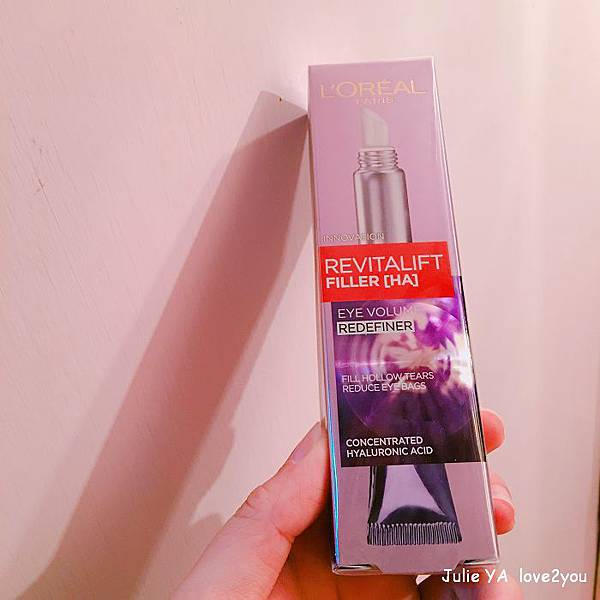 L'ORÉAL
PARIS
INNOVATION
REVITALIFT
FILLER [HA]
EYE VOLUME
REDEFINER
FILL HOLLOW TEARS
REDUCE EYE BAGS
CONCENTRATED
HYALURONIC ACID
Julie YA love2you